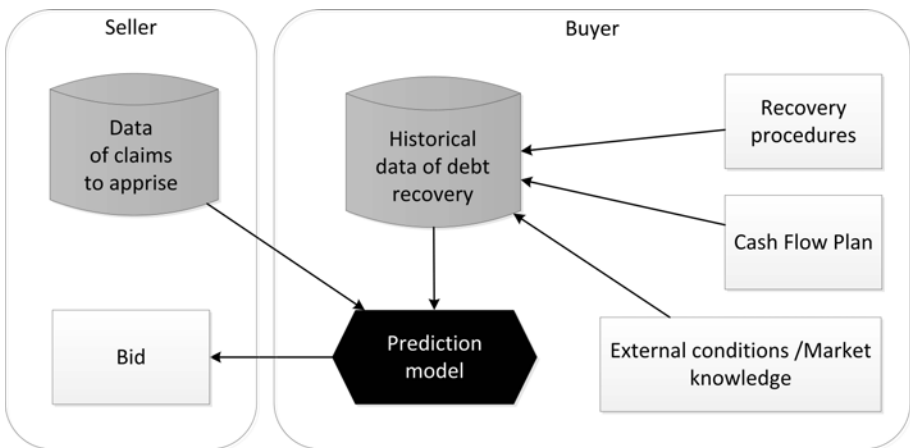 Seller
Data
of claims
to apprise
Bid
Buyer
Historical
data of debt
recovery
Prediction
model
Recovery
procedures
Cash Flow Plan
External conditions /Market
knowledge